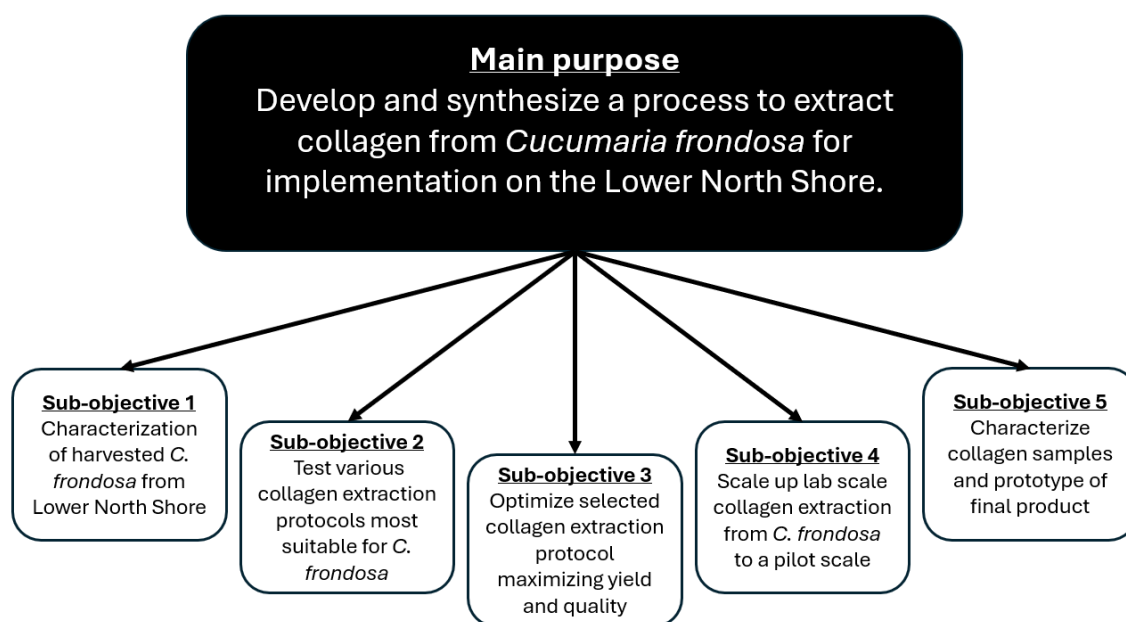 Main purpose
Develop and synthesize a process to extract
collagen from Cucumaria frondosa for
implementation on the Lower North Shore.
Sub-objective 1
Characterization
of harvested C.
frondosa from
Lower North Shore
Sub-objective 2
Test various
collagen extraction
protocols most
suitable for C.
frondosa
Sub-objective 3
Optimize selected
collagen extraction
protocol
maximizing yield
and quality
Sub-objective 4
Scale up lab scale
collagen extraction
from C. frondosa
to a pilot scale
Sub-objective 5
Characterize
collagen samples
and prototype of
final product